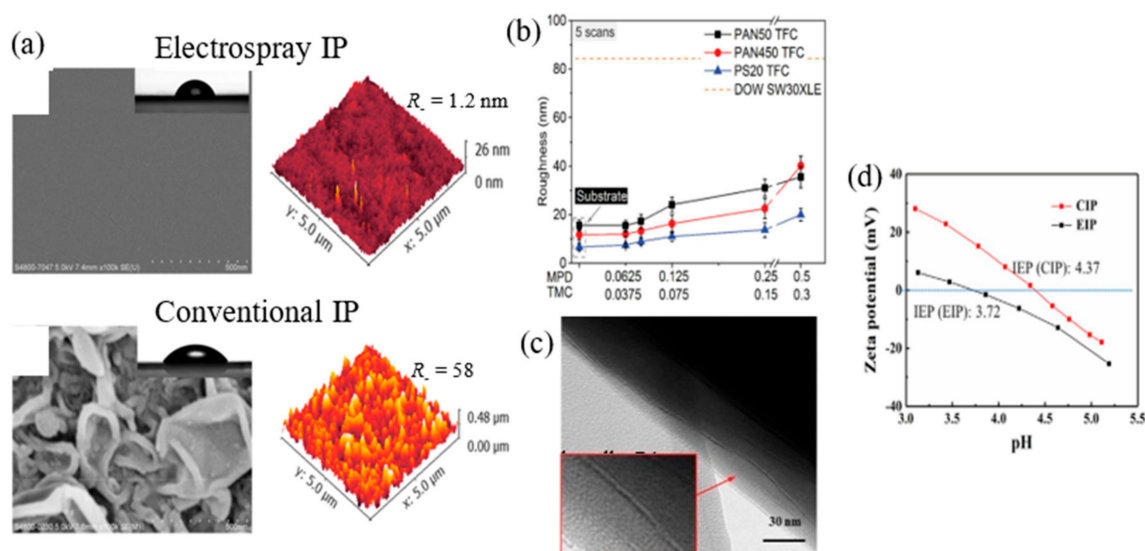 (a)
Electrospray IP
R- = 1.2 nm
26 nm
0 nm
y: 5.0 µm
x: 5.0 µm
500nm
Conventional IP
R- = 58
0.48 µm
0.00 µm
y: 5.0 µm
x: 5.0 µm
500nm
(b)
5 scans
PAN50 TFC
PAN450 TFC
PS20 TFC
DOW SW30XLE
Roughness (nm)
100
80
60
40
20
0
Substrate
MPD 0.0625 0.125 0.25 0.5
TMC 0.0375 0.075 0.15 0.3
(c)
30 nm
(d)
Zeta potential (mV)
40
20
0
-20
-40
CIP
EIP
IEP (CIP): 4.37
IEP (EIP): 3.72
3.0 3.5 4.0 4.5 5.0 5.5
pH